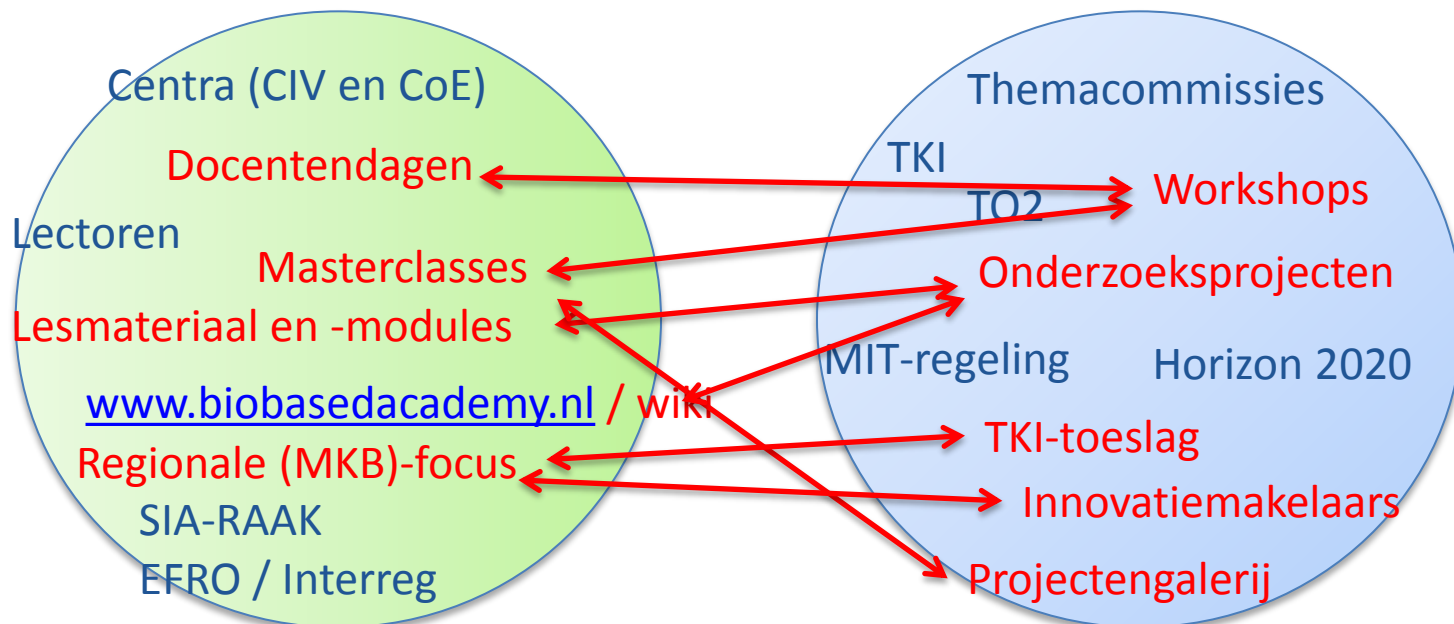 Centra (CIV en CoE)
Docentendagen
Lectoren
Masterclasses
Lesmateriaal en -modules
www.biobasedacademy.nl / wiki
Regionale (MKB)-focus
SIA-RAAK
EFRO / Interreg
Themacommissies
TKI
Workshops
TO2
Onderzoeksprojecten
MIT-regeling
Horizon 2020
TKI-toeslag
Innovatiemakelaars
Projectengalerij